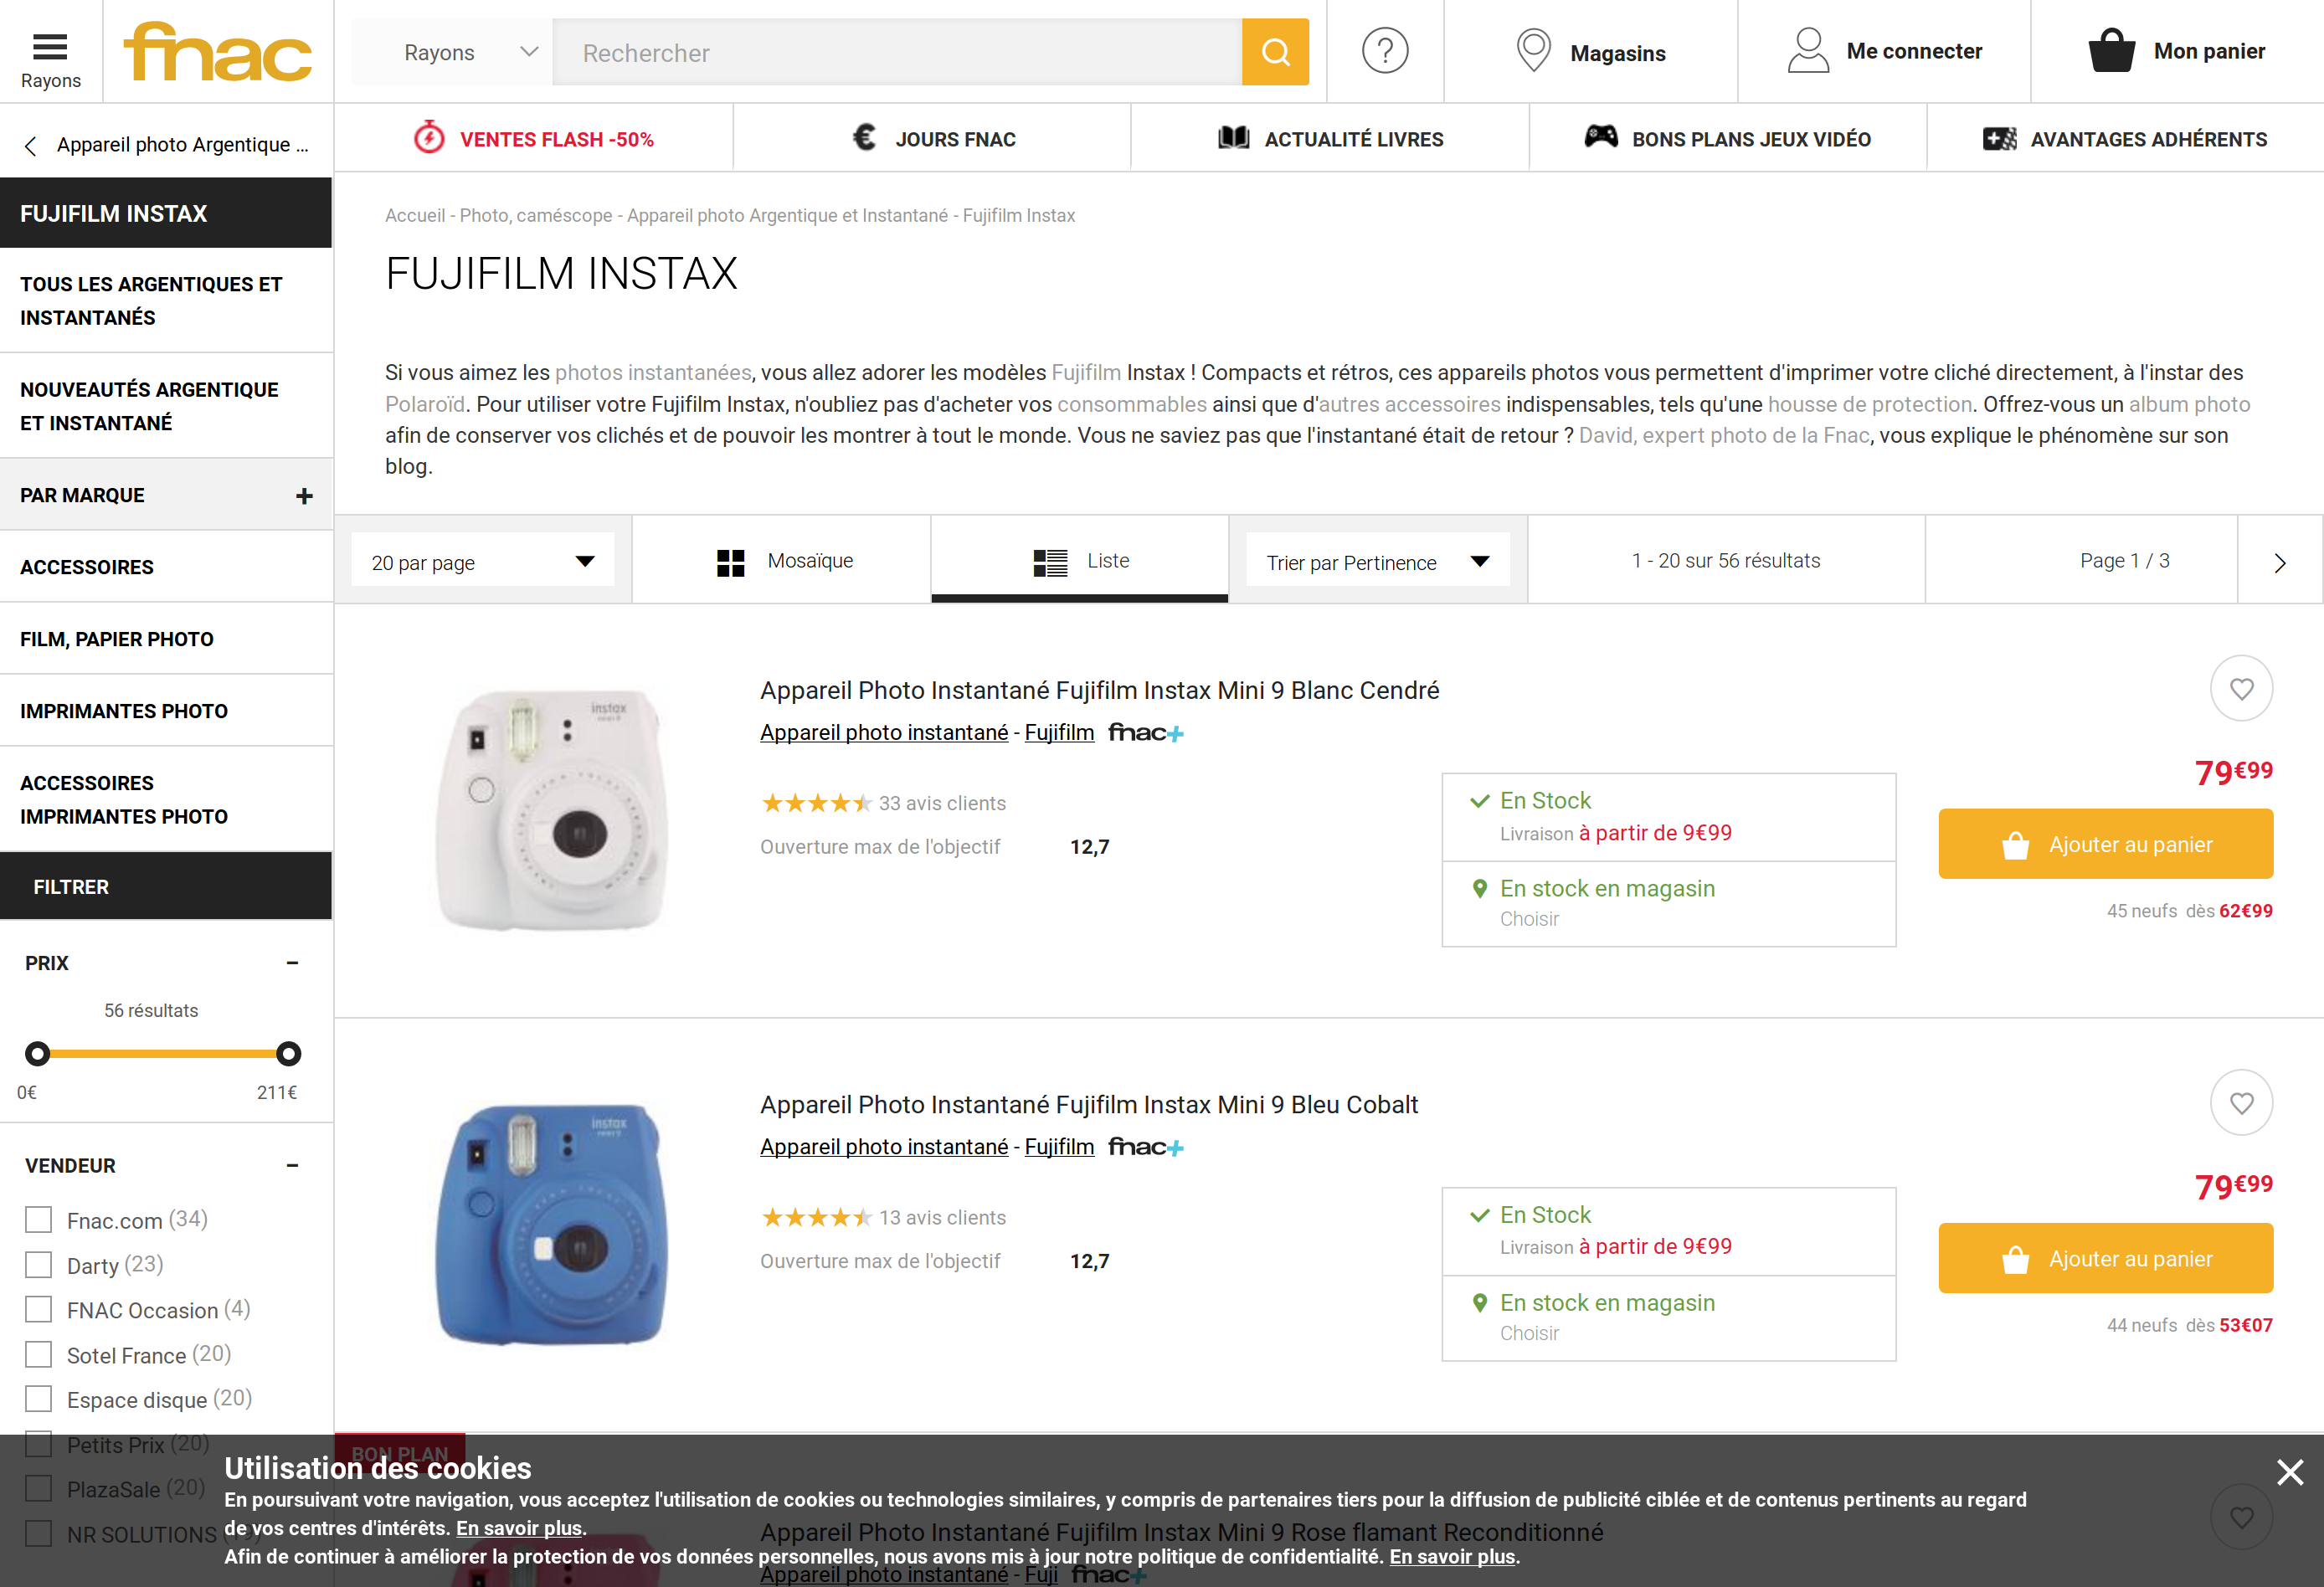 Rayons
fnac
Rayons
Rechercher
?
Magasins
Me connecter
Mon panier
Appareil photo Argentique ...
VENTES FLASH -50%
JOURS FNAC
ACTUALITÉ LIVRES
BONS PLANS JEUX VIDÉO
AVANTAGES ADHÉRENTS
FUJIFILM INSTAX
TOUS LES ARGENTIQUES ET
INSTANTANÉS
NOUVEAUTÉS ARGENTIQUE
ET INSTANTANÉ
PAR MARQUE
ACCESSOIRES
FILM, PAPIER PHOTO
IMPRIMANTES PHOTO
ACCESSOIRES
IMPRIMANTES PHOTO
FILTRER
PRIX
56 résultats
0€
211€
VENDEUR
Fnac.com (34)
Darty (23)
FNAC Occasion (4)
Sotel France (20)
Espace disque (20)
Petits Prix (20)
PlazaSale (20)
NR SOLUTIONS
Accueil - Photo, caméscope - Appareil photo Argentique et Instantané - Fujifilm Instax
FUJIFILM INSTAX
Si vous aimez les photos instantanées, vous allez adorer les modèles Fujifilm Instax ! Compacts et rétros, ces appareils photos vous permettent d'imprimer votre cliché directement, à l'instar des
Polaroïd. Pour utiliser votre Fujifilm Instax, n'oubliez pas d'acheter vos consommables ainsi que d'autres accessoires indispensables, tels qu'une housse de protection. Offrez-vous un album photo
afin de conserver vos clichés et de pouvoir les montrer à tout le monde. Vous ne saviez pas que l'instantané était de retour ? David, expert photo de la Fnac, vous explique le phénomène sur son
blog.
20 par page
Mosaïque
Liste
Trier par Pertinence
1 - 20 sur 56 résultats
Page 1 / 3
instax
Appareil Photo Instantané Fujifilm Instax Mini 9 Blanc Cendré
Appareil photo instantané - Fujifilm fnac+
33 avis clients
Ouverture max de l'objectif 12,7
En Stock
Livraison à partir de 9€99
En stock en magasin
Choisir
79€99
Ajouter au panier
45 neufs dès 62€99
instax
Appareil Photo Instantané Fujifilm Instax Mini 9 Bleu Cobalt
Appareil photo instantané - Fujifilm fnac+
13 avis clients
Ouverture max de l'objectif 12,7
En Stock
Livraison à partir de 9€99
En stock en magasin
Choisir
79€99
Ajouter au panier
44 neufs dès 53€07
BON PLAN
Appareil Photo Instantané Fujifilm Instax Mini 9 Rose flamant Reconditionné
Appareil photo instantané - Fuji fnac+
Utilisation des cookies
En poursuivant votre navigation, vous acceptez l'utilisation de cookies ou technologies similaires, y compris de partenaires tiers pour la diffusion de publicité ciblée et de contenus pertinents au regard
de vos centres d'intérêts. En savoir plus.
Afin de continuer à améliorer la protection de vos données personnelles, nous avons mis à jour notre politique de confidentialité. En savoir plus.